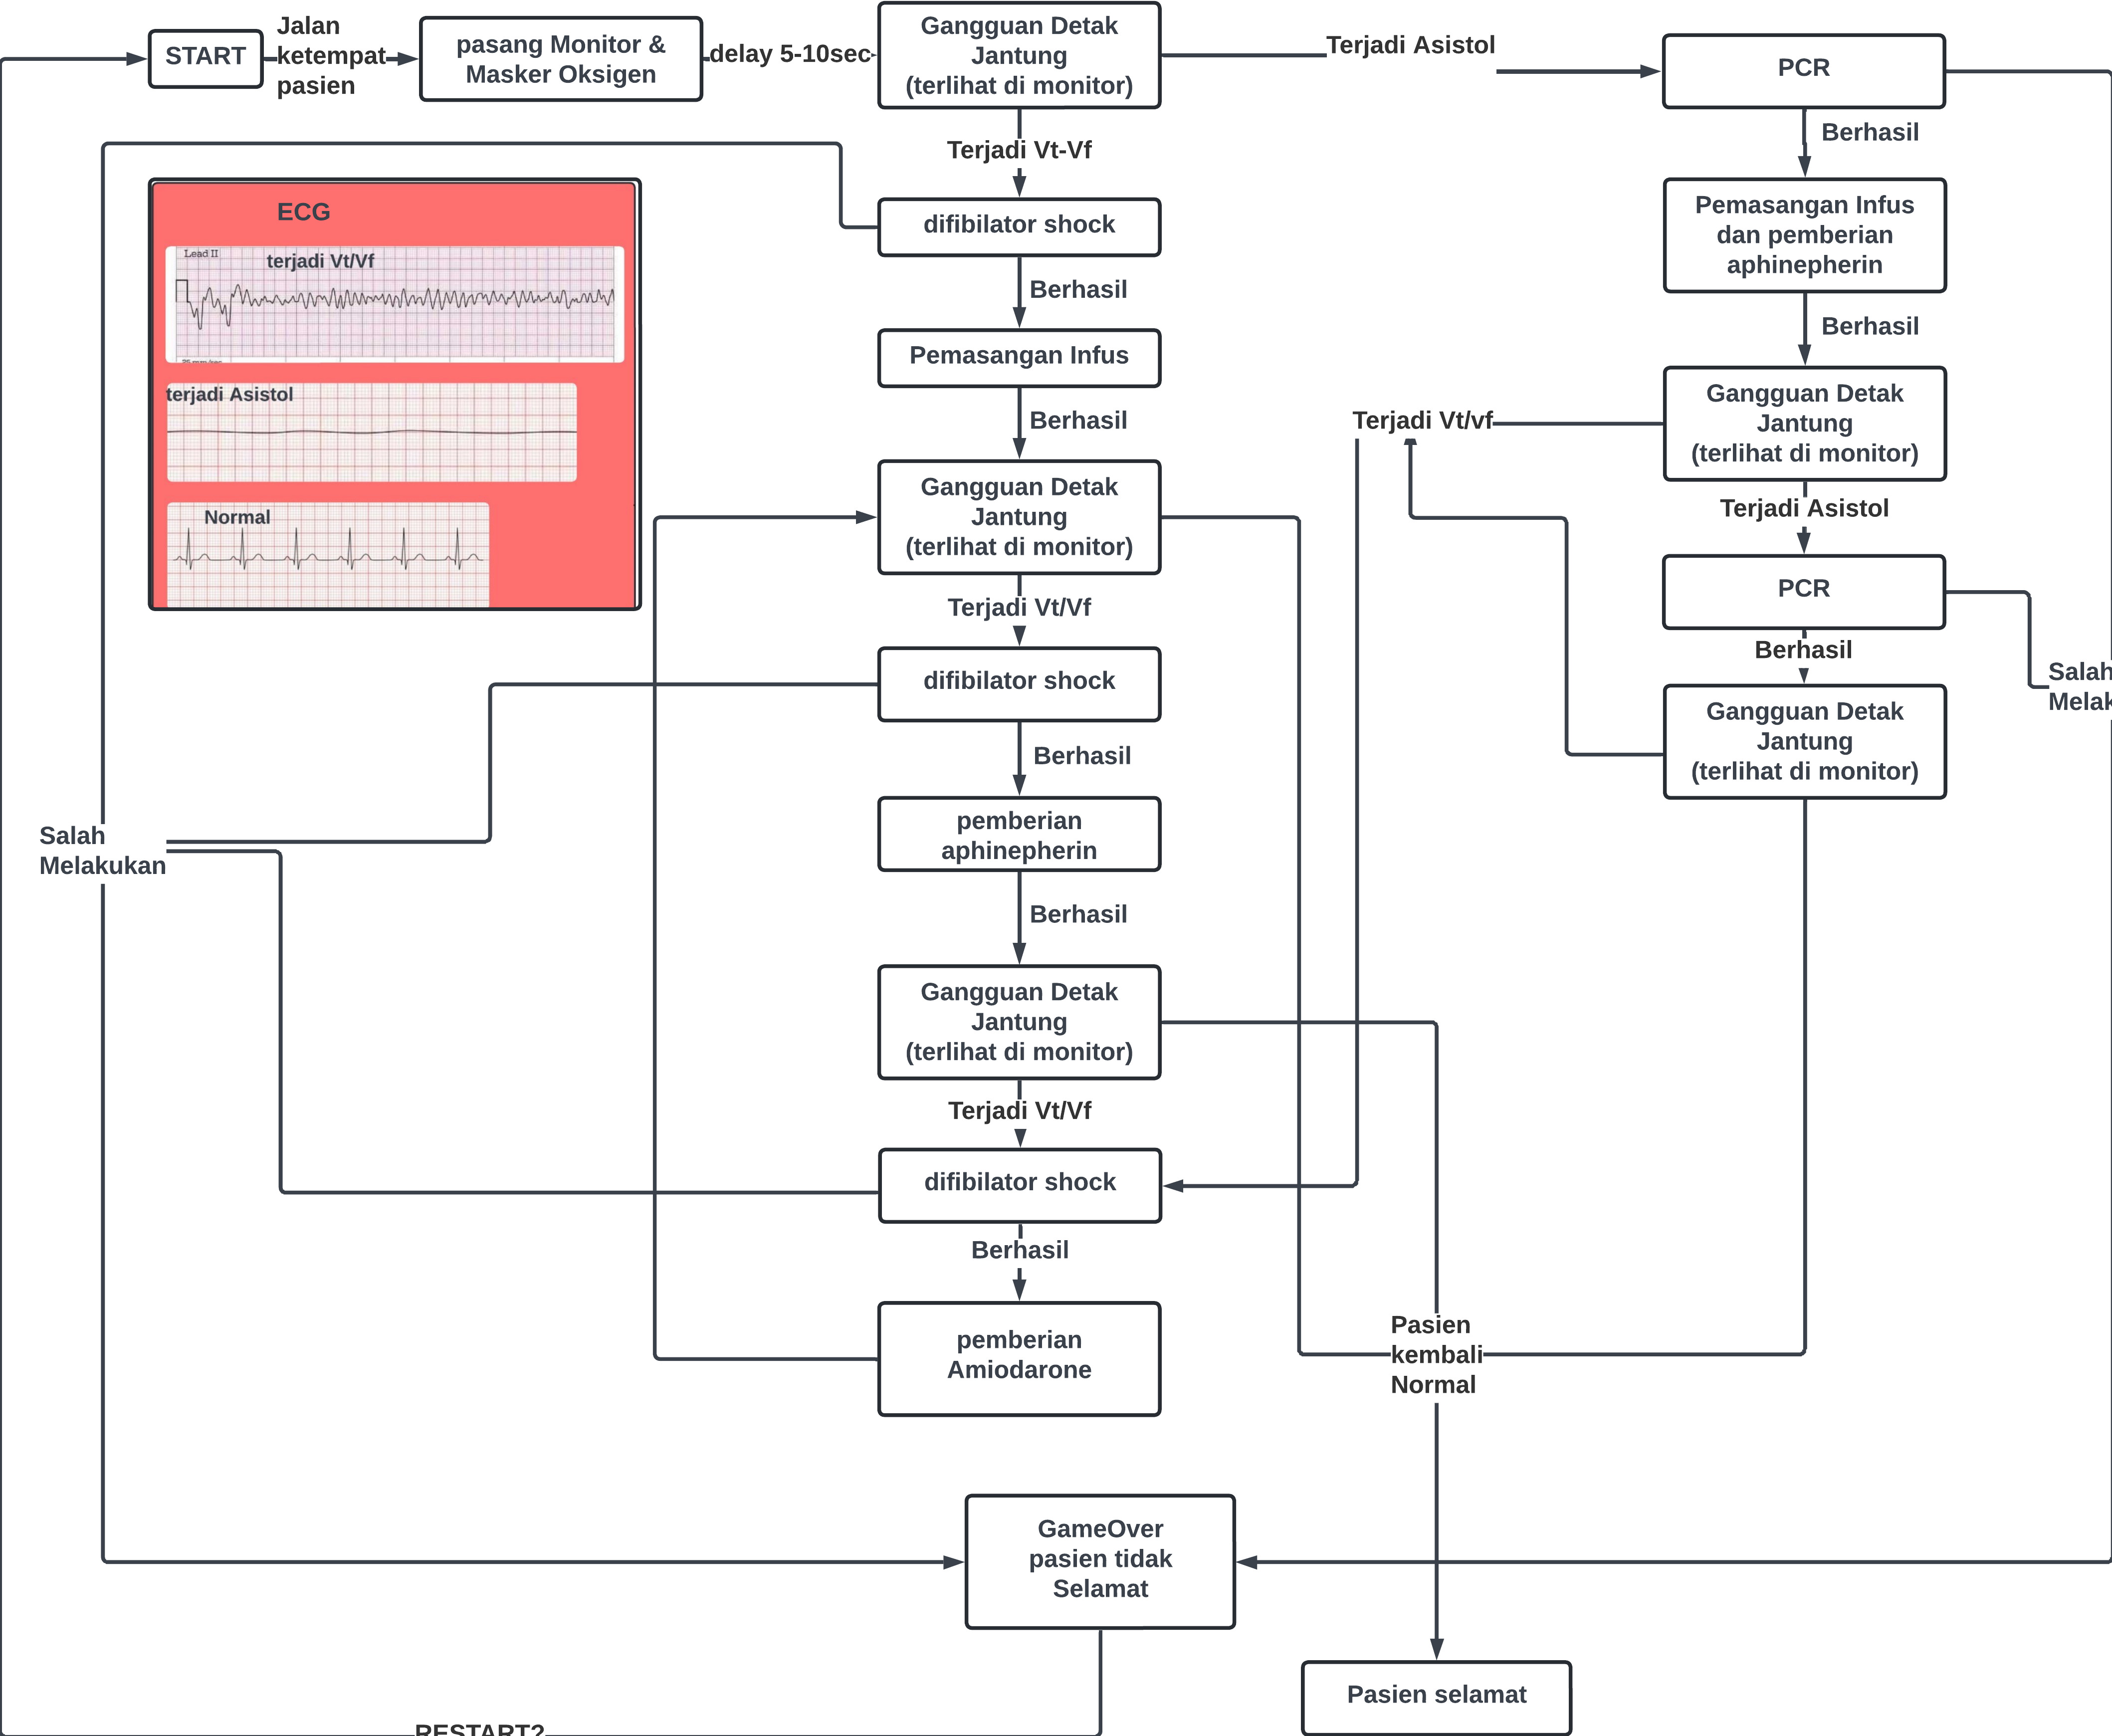 START
Jalan
ketempat
pasien
pasang Monitor &
Masker Oksigen
delay 5-10sec
Gangguan Detak
Jantung
(terlihat di monitor)
Terjadi Asistol
PCR
Berhasil
Terjadi Vt-Vf
difibilator shock
Berhasil
Pemasangan Infus
dan pemberian
aphinepherin
Berhasil
ECG
Lead II
terjadi Vt/Vf
terjadi Asistol
Normal
Pemasangan Infus
Berhasil
Gangguan Detak
Jantung
(terlihat di monitor)
Terjadi Vt/vf
Gangguan Detak
Jantung
(terlihat di monitor)
Terjadi Asistol
PCR
Berhasil
Salah
Melak
Gangguan Detak
Jantung
(terlihat di monitor)
Terjadi Vt/Vf
difibilator shock
Berhasil
pemberian
aphinepherin
Berhasil
Salah
Melakukan
Gangguan Detak
Jantung
(terlihat di monitor)
Terjadi Vt/Vf
difibilator shock
Berhasil
pemberian
Amiodarone
Pasien
kembali
Normal
GameOver
pasien tidak
Selamat
Pasien selamat
RESTART?